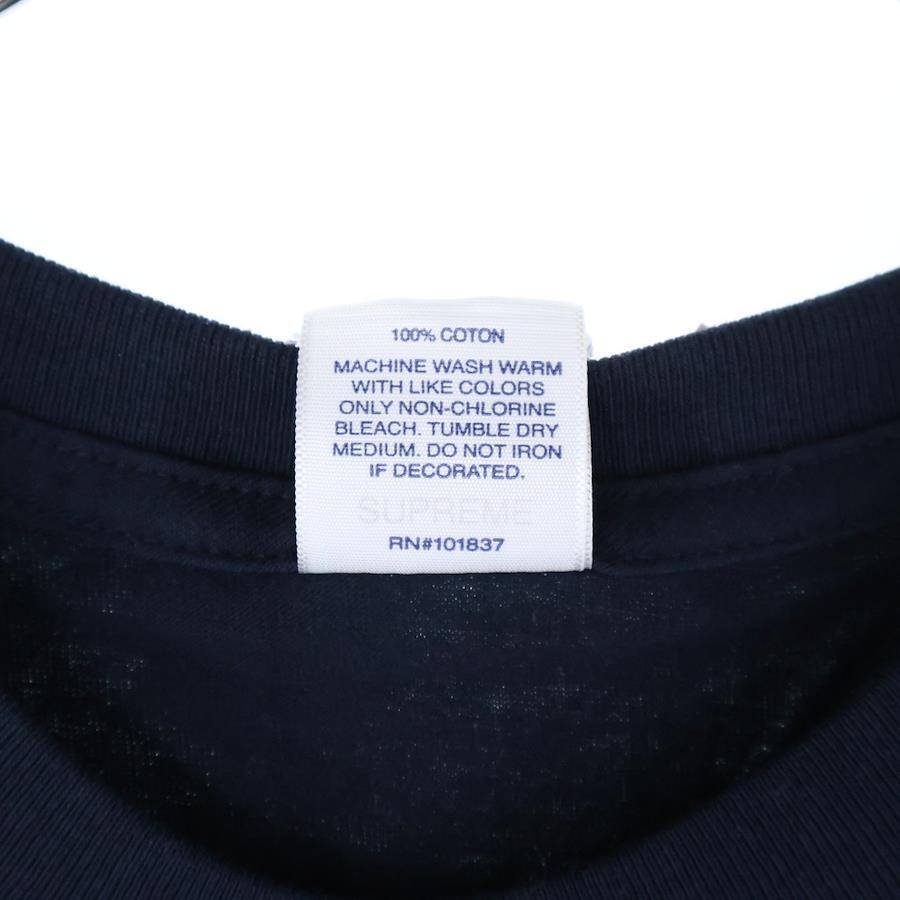 100% COTON
MACHINE WASH WARM
WITH LIKE COLORS
ONLY NON-CHLORINE
BLEACH. TUMBLE DRY
MEDIUM. DO NOT IRON
IF DECORATED.
SUPREME
RN#101837